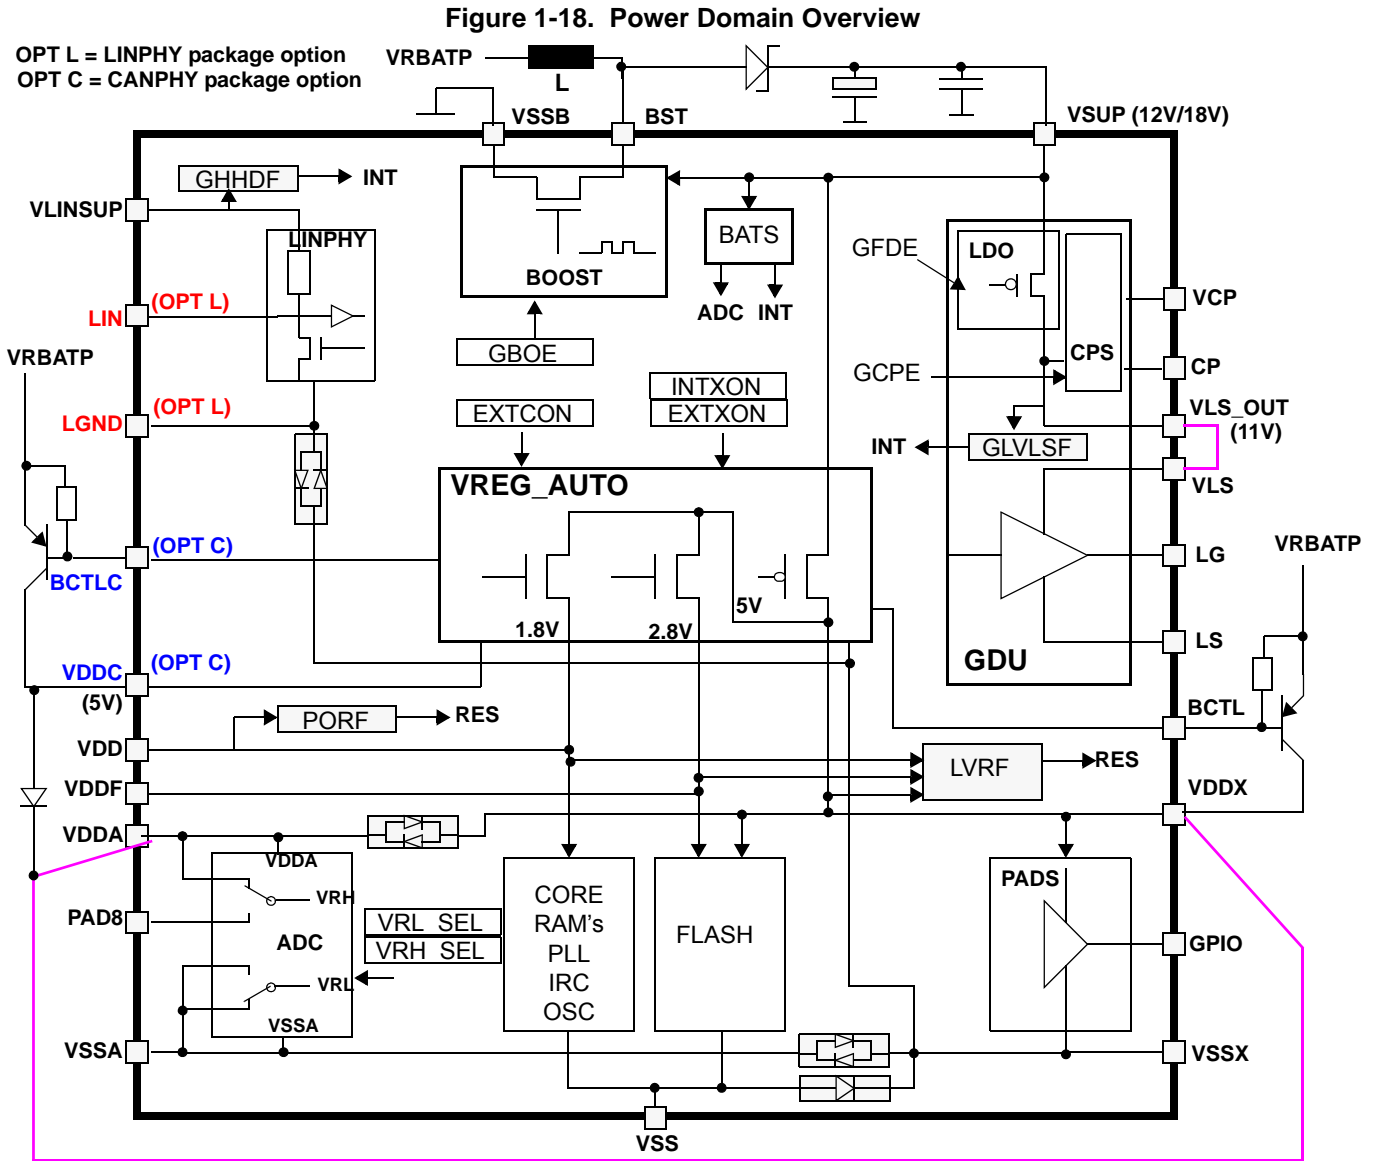 Figure 1-18. Power Domain Overview
OPT L = LINPHY package option
OPT C = CANPHY package option
VRBATP
L
VSSB
BST
VSUP (12V/18V)
GHHDF
INT
VLINSUP
LINPHY
BOOST
BATS
ADC
INT
GFDE
LDO
CPS
VCP
LIN
(OPT L)
VRBATP
GBOE
GCPE
CP
INTXON
EXTCON
EXTXON
LGND
(OPT L)
VLS_OUT
(11V)
INT
GLVLSF
VLS
VREG_AUTO
(OPT C)
BCTLC
LG
VRBATP
1.8V
2.8V
5V
LS
GDU
VDDC
(OPT C)
(5V)
PORF
RES
BCTL
VDD
LVRF
RES
VDDF
VDDX
VDDA
VDDA
VRH
PAD8
ADC
VRL_SEL
VRH_SEL
VRL
VSSA
CORE
RAM's
PLL
IRC
OSC
FLASH
PADS
GPIO
VSSA
VSSX
VSS